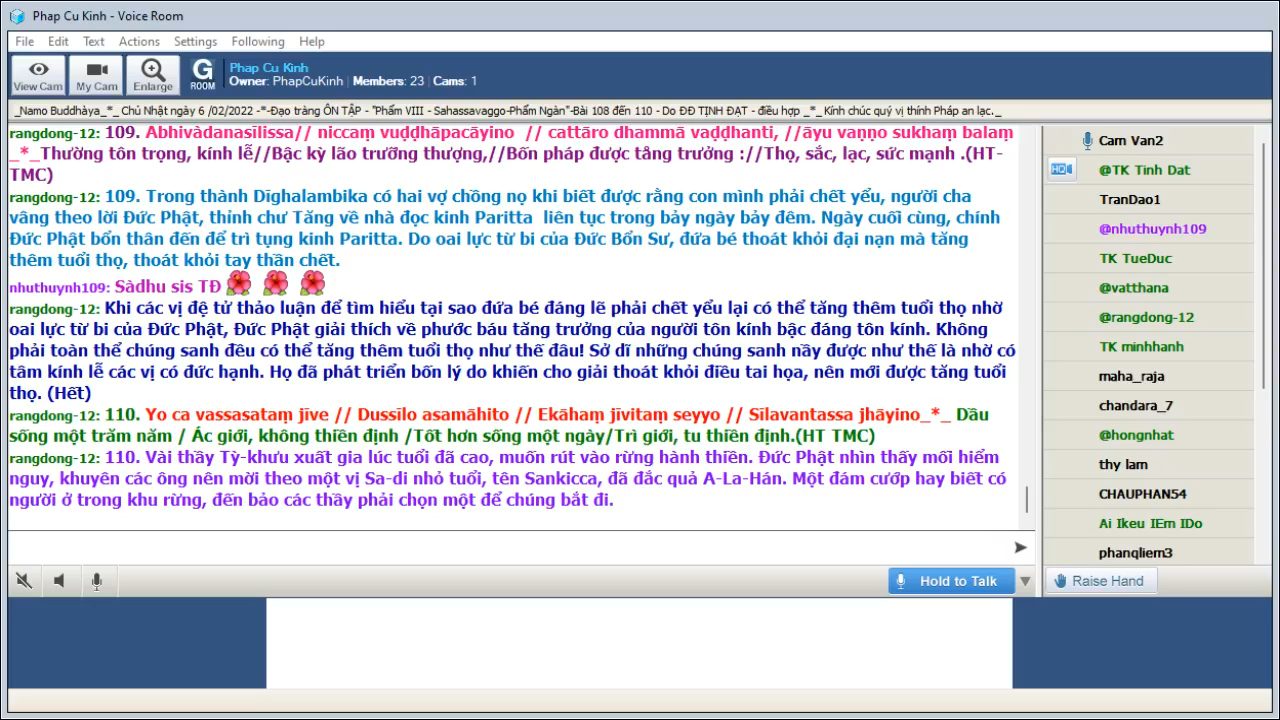 Phap Cu Kinh - Voice Room
File Edit Text Actions Settings Following Help
View Cam My Cam Enlarge G ROOM
Phap Cu Kinh
Owner: PhapCuKinh | Members: 23 | Cams: 1
_Namo Buddhàya_*_ Chủ Nhật ngày 6 /02/2022 -*-Đạo tràng ÔN TẬP - "Phẩm VIII - Sahassavaggo-Phẩm Ngàn"-Bài 108 đến 110 - Do ĐĐ TỊNH ĐẠT - điều hợp _*_ Kính chúc quý vị thính Pháp an lạc.
rangdong-12: 109. Abhivàdanasīlissa// niccaṃ vuḍḍhāpacāyino // cattāro dhammā vaḍḍhanti, //āyu vaṇṇo sukhaṃ balaṃ
_*_Thường tôn trọng, kính lễ//Bậc kỳ lão trưỡng thượng,//Bốn pháp được tăng trưởng ://Thọ, sắc, lạc, sức mạnh .(HT-
TMC)
rangdong-12: 109. Trong thành Dīghalambika có hai vợ chồng nọ khi biết được rằng con mình phải chết yểu, người cha
vâng theo lời Đức Phật, thỉnh chư Tăng về nhà đọc kinh Paritta liên tục trong bảy ngày bảy đêm. Ngày cuối cùng, chính
Đức Phật bổn thân đến để trì tụng kinh Paritta. Do oai lực từ bi của Đức Bổn Sư, đứa bé thoát khỏi đại nạn mà tăng
thêm tuổi thọ, thoát khỏi tay thần chết.
nhuthuynh109: Sàdhu sis TĐ
rangdong-12: Khi các vị đệ tử thảo luận để tìm hiểu tại sao đứa bé đáng lẽ phải chết yểu lại có thể tăng thêm tuổi thọ nhờ
oai lực từ bi của Đức Phật, Đức Phật giải thích về phước báu tăng trưởng của người tôn kính bậc đáng tôn kính. Không
phải toàn thể chúng sanh đều có thể tăng thêm tuổi thọ như thế đâu! Sở dĩ những chúng sanh nầy được như thế là nhờ có
tâm kính lễ các vị có đức hạnh. Họ đã phát triển bốn lý do khiến cho giải thoát khỏi điều tai họa, nên mới được tăng tuổi
thọ. (Hết)
rangdong-12: 110. Yo ca vassasataṃ jīve // Dussīlo asamāhito // Ekāhaṃ jīvitaṃ seyyo // Sīlavantassa jhāyino_*_ Dầu
sống một trăm năm / Ác giới, không thiền định /Tốt hơn sống một ngày/Trì giới, tu thiền định.(HT TMC)
rangdong-12: 110. Vài thầy Tỳ-khưu xuất gia lúc tuổi đã cao, muốn rút vào rừng hành thiền. Đức Phật nhìn thấy mối hiểm
nguy, khuyên các ông nên mời theo một vị Sa-di nhỏ tuổi, tên Sankicca, đã đắc quả A-La-Hán. Một đám cướp hay biết có
người ở trong khu rừng, đến bảo các thầy phải chọn một để chúng bắt đi.
Cam Van2
HQ @TK Tinh Dat
TranDao1
@nhuthuynh109
TK TueDuc
@vatthana
@rangdong-12
TK minhhanh
maha_raja
chandara_7
@hongnhat
thy lam
CHAUPHAN54
Ai Ikeu IEm IDo
phanqliem3
Hold to Talk
Raise Hand